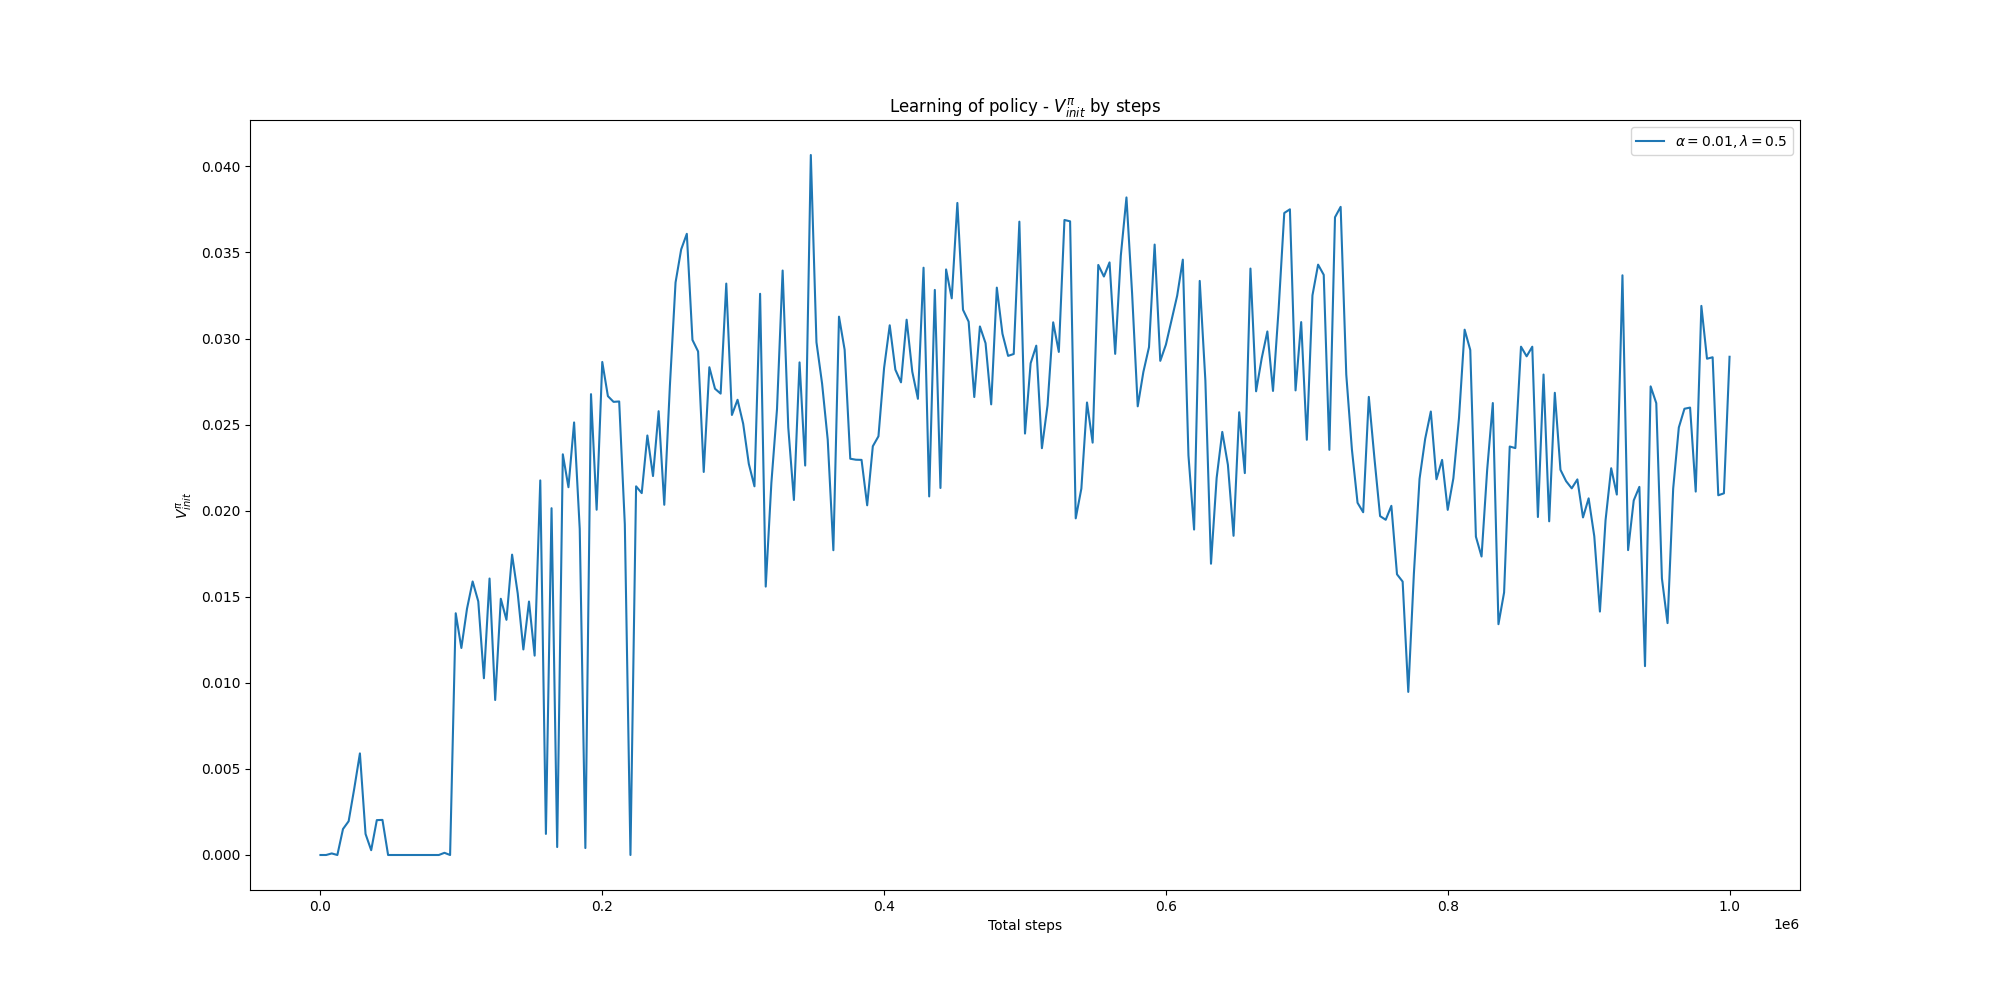 Learning of policy - $V_{init}^{\pi}$ by steps
α = 0.01, λ = 0.5
0.040
0.035
0.030
0.025
0.020
0.015
0.010
0.005
0.000
$V_{init}^{\pi}$
0.0 0.2 0.4 0.6 0.8 1.0
Total steps
1e6